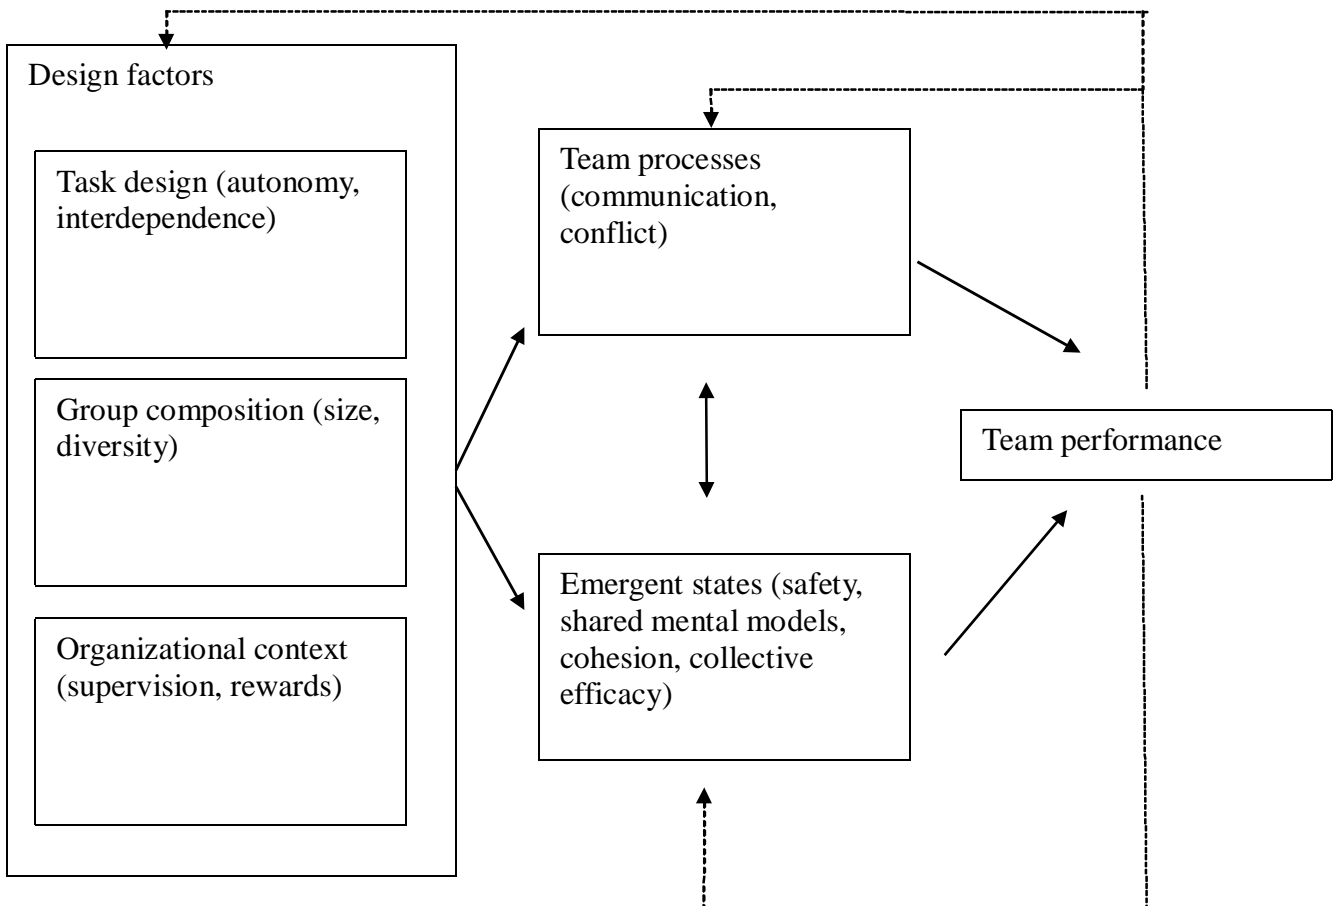 Design factors
Task design (autonomy,
interdependence)
Group composition (size,
diversity)
Organizational context
(supervision, rewards)
Team processes
(communication,
conflict)
Emergent states (safety,
shared mental models,
cohesion, collective
efficacy)
Team performance